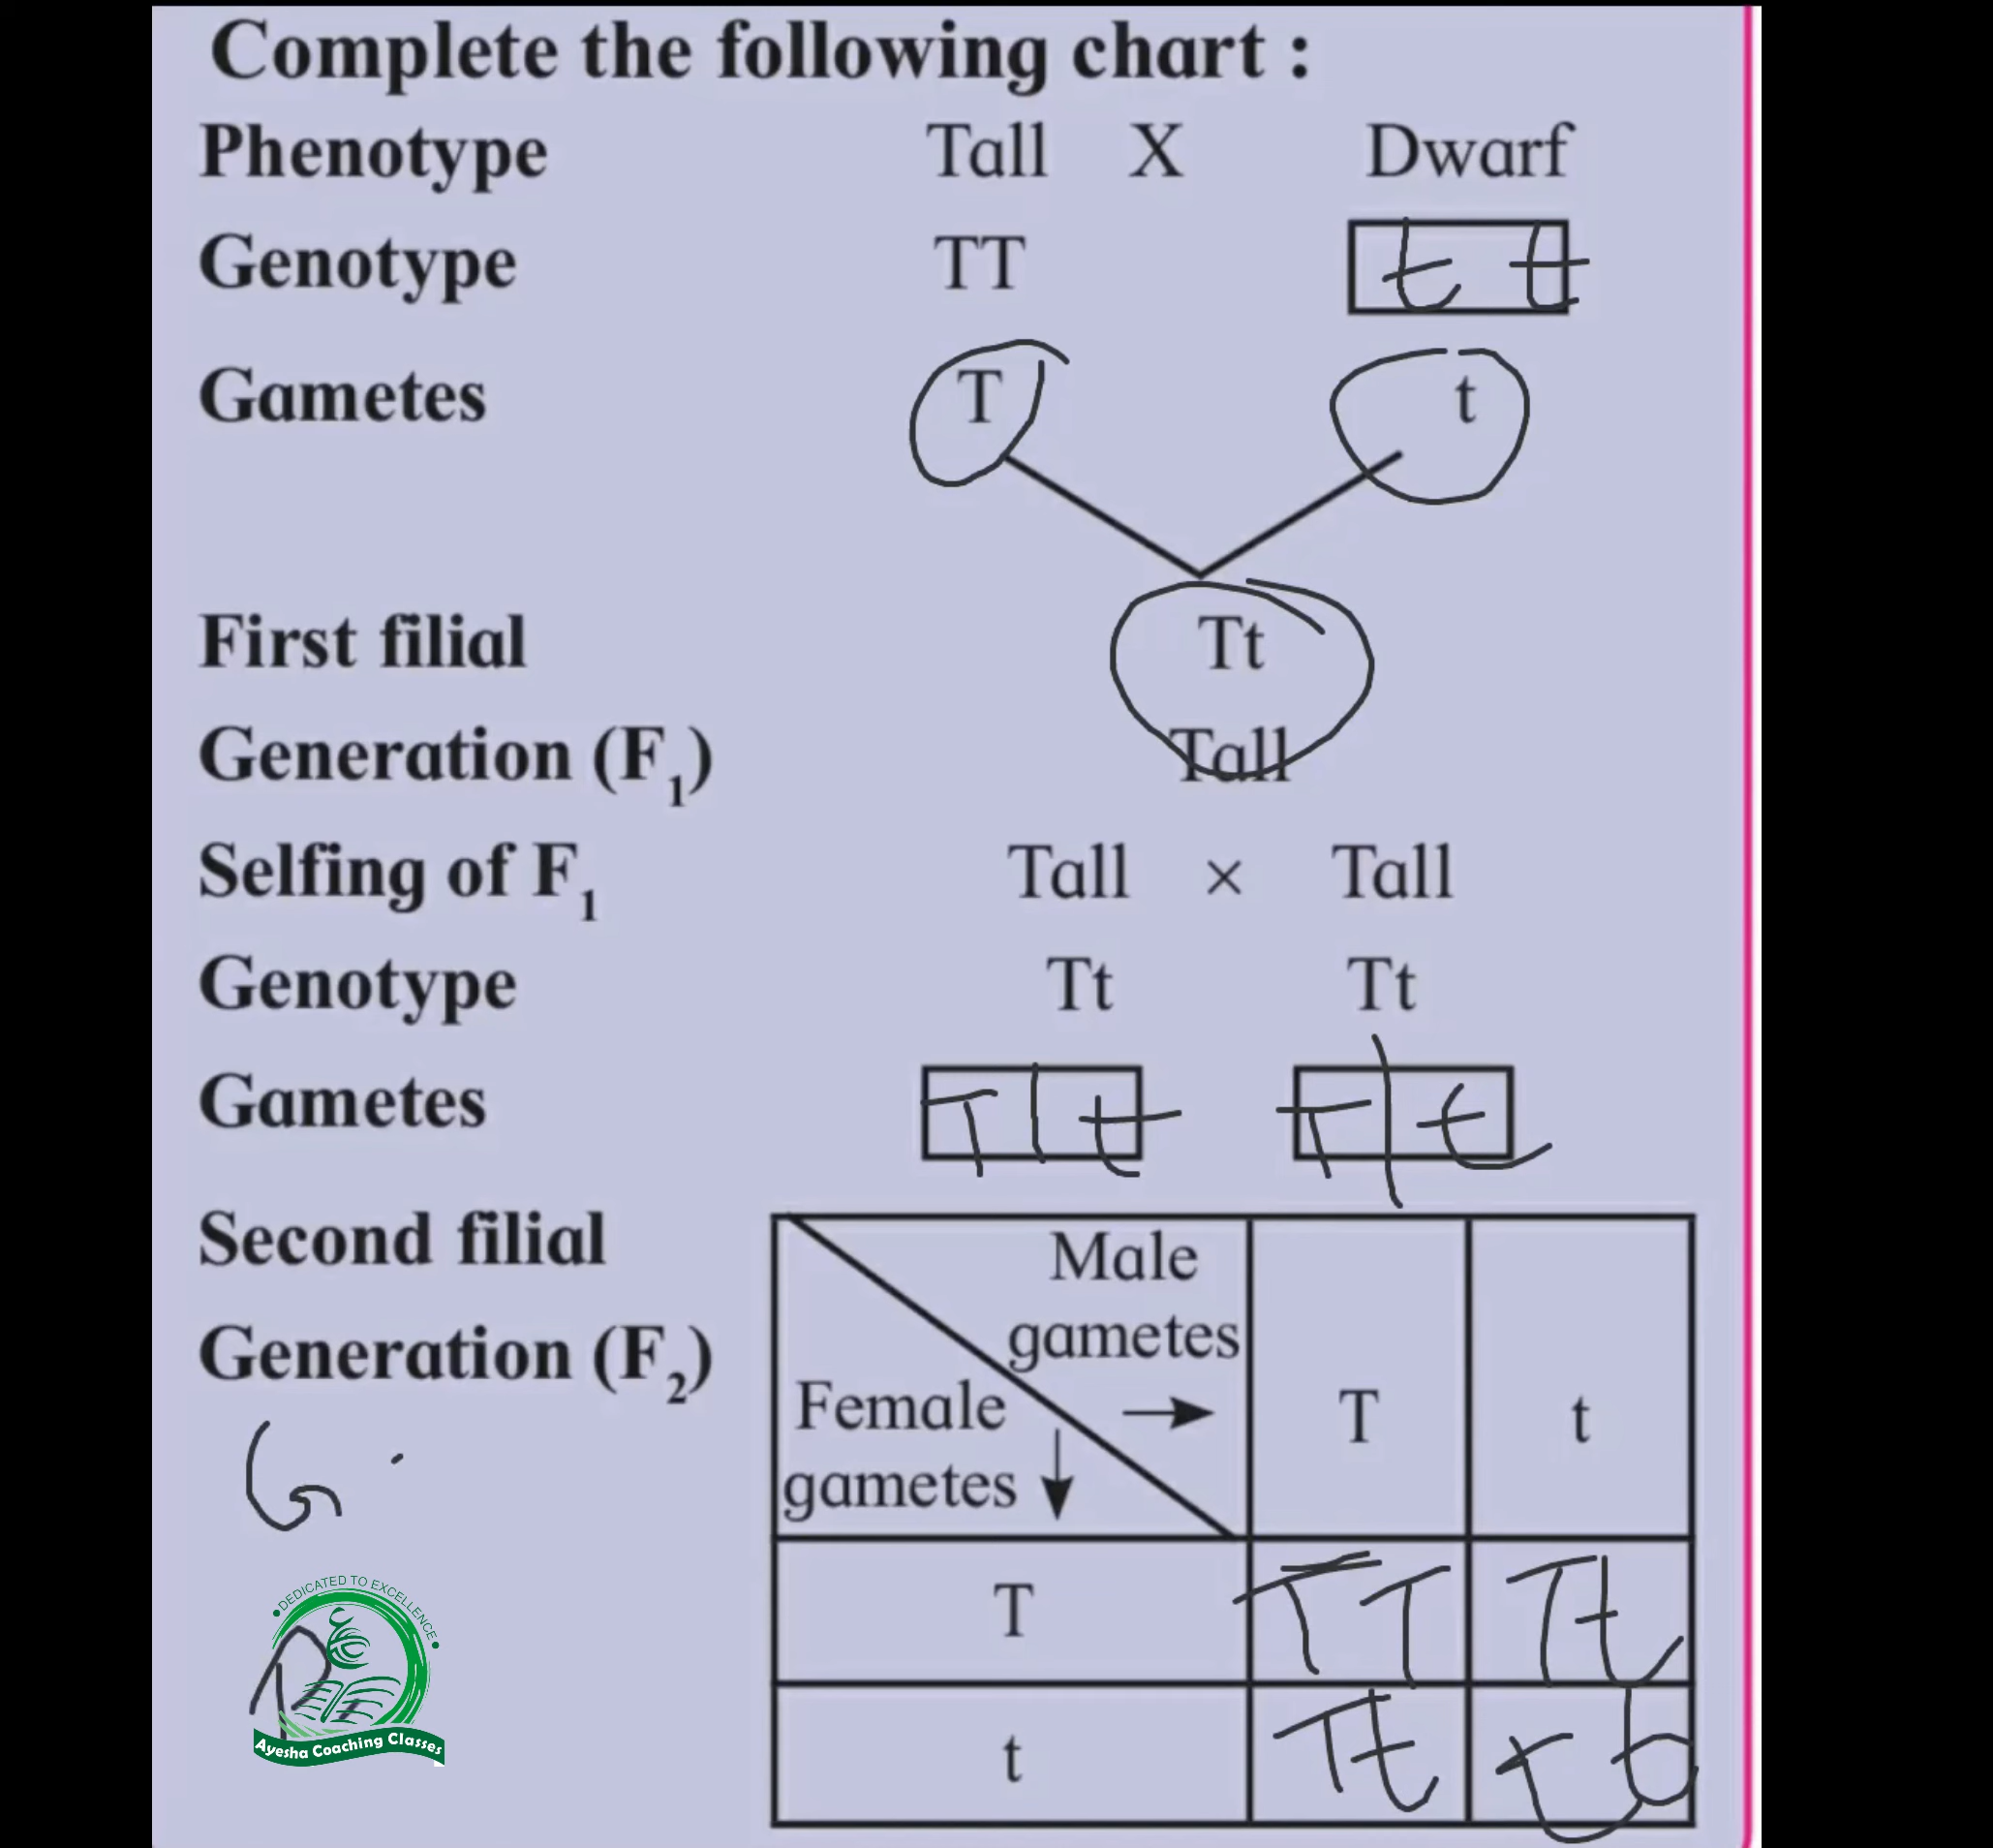 Complete the following chart :
Phenotype Tall X Dwarf
Genotype TT t t
Gametes T t
First filial Tt
Generation (F1) Tall
Selfing of F1 Tall × Tall
Genotype Tt Tt
Gametes T | t T | t
Second filial
Generation (F2)
Male
gametes
Female
gametes
T t
T TT Tt
t Tt tt
G .
P .
DEDICATED TO EXCELLENCE
Ayesha Coaching Classes